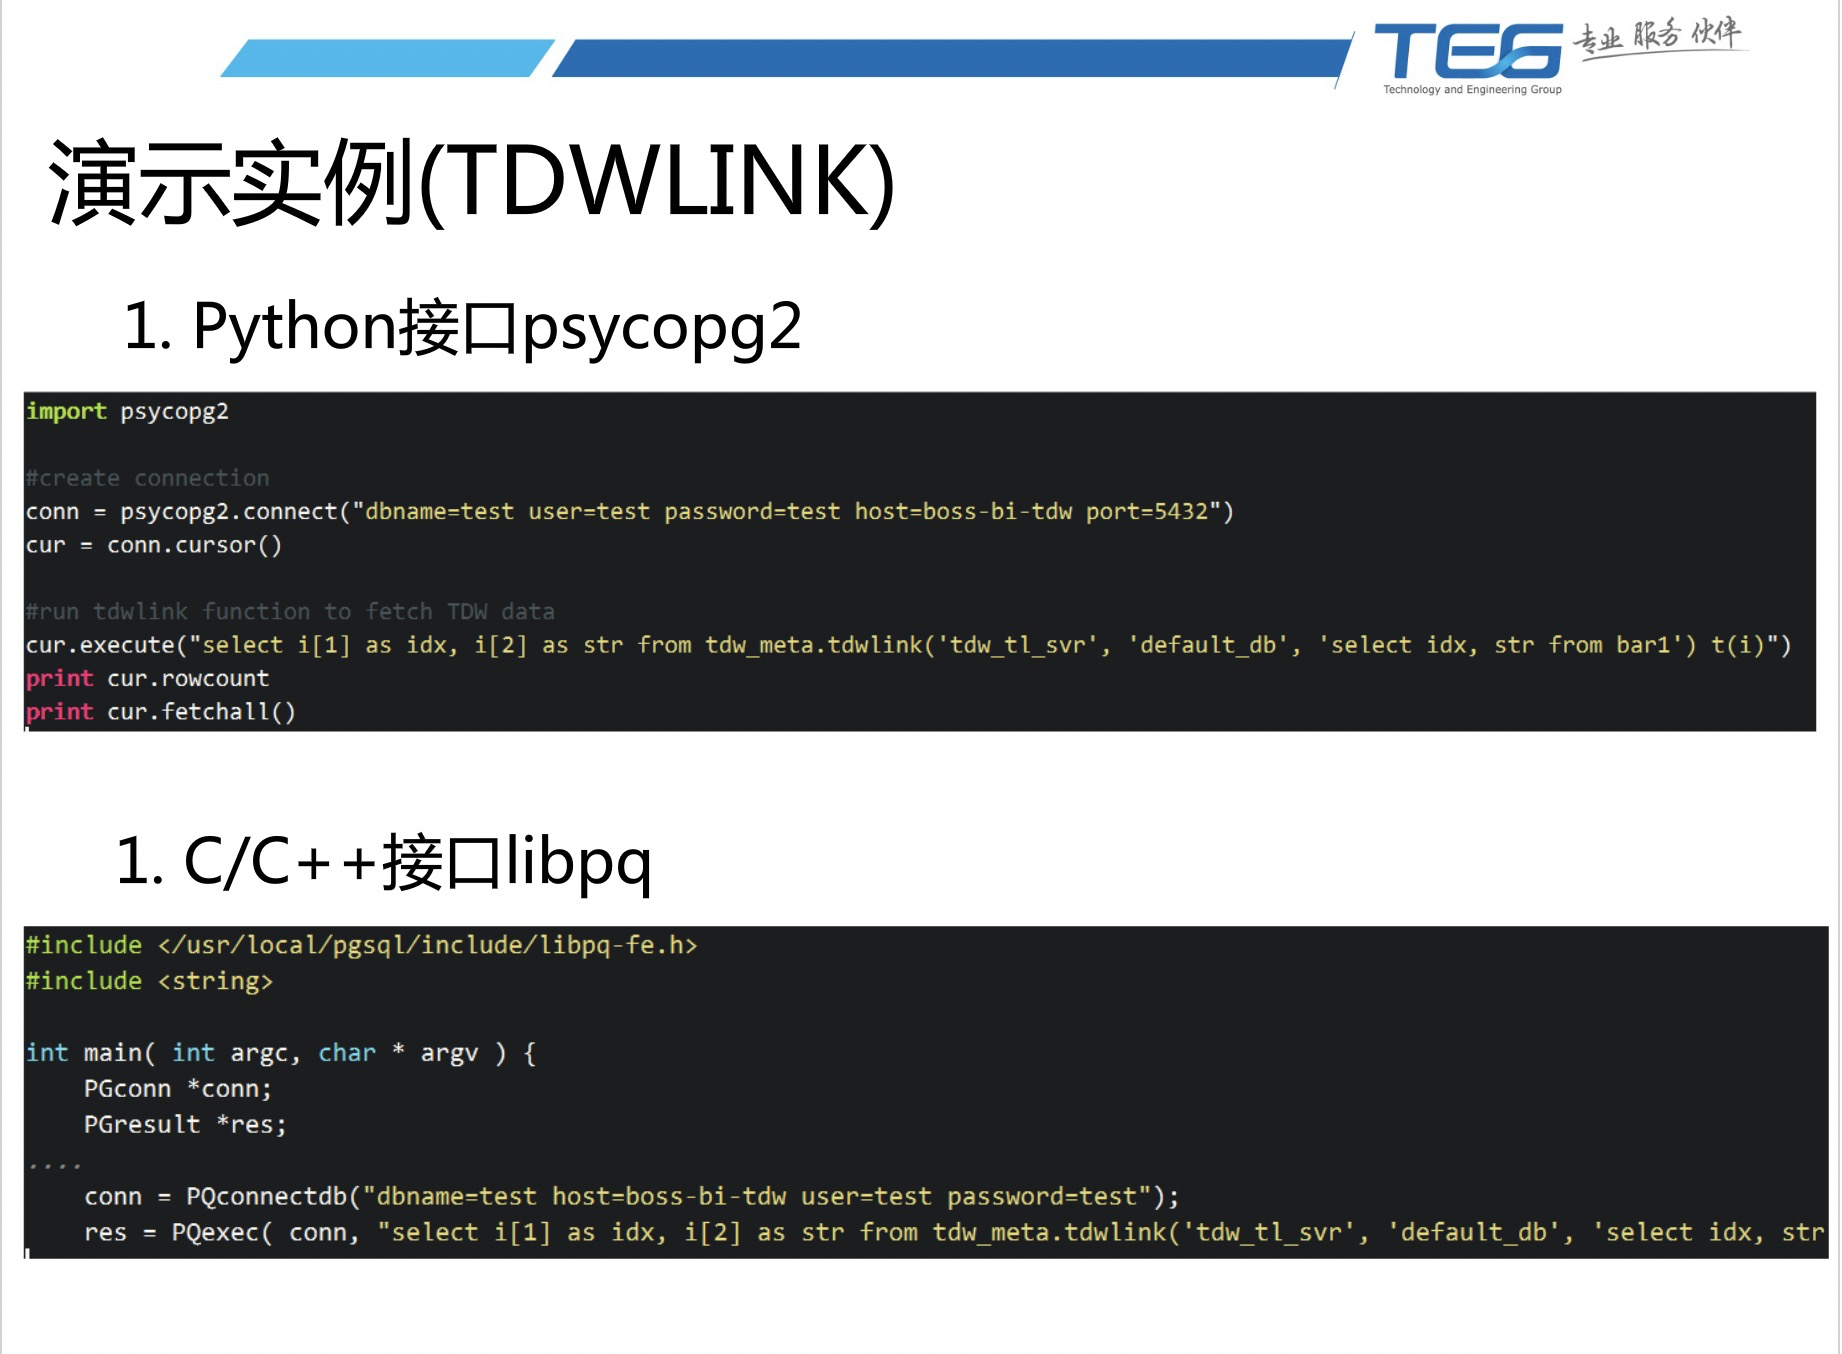 TEG 专业 服务 伙伴
Technology and Engineering Group
演示实例(TDWLINK)
1. Python接口psycopg2
import psycopg2
#create connection
conn = psycopg2.connect("dbname=test user=test password=test host=boss-bi-tdw port=5432")
cur = conn.cursor()
#run tdwlink function to fetch TDW data
cur.execute("select i[1] as idx, i[2] as str from tdw_meta.tdwlink('tdw_tl_svr', 'default_db', 'select idx, str from bar1') t(i)")
print cur.rowcount
print cur.fetchall()
1. C/C++接口libpq
#include </usr/local/pgsql/include/libpq-fe.h>
#include <string>
int main( int argc, char * argv ) {
    PGconn *conn;
    PGresult *res;
....
    conn = PQconnectdb("dbname=test host=boss-bi-tdw user=test password=test");
    res = PQexec( conn, "select i[1] as idx, i[2] as str from tdw_meta.tdwlink('tdw_tl_svr', 'default_db', 'select idx, str